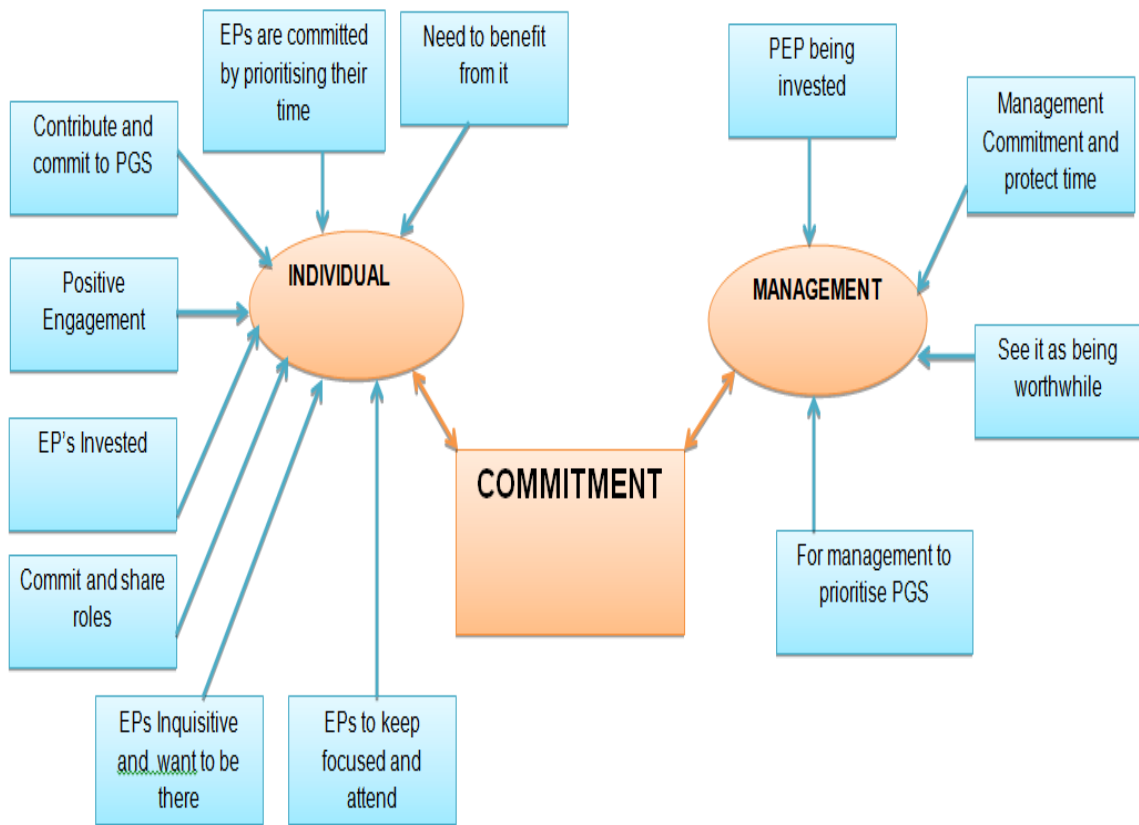 EPs are committed
by prioritising their
time
Need to benefit
from it
PEP being
invested
Management
Commitment and
protect time
Contribute and
commit to PGS
INDIVIDUAL
MANAGEMENT
Positive
Engagement
See it as being
worthwhile
EP's Invested
COMMITMENT
For management to
prioritise PGS
Commit and share
roles
EPs Inquisitive
and want to be
there
EPs to keep
focused and
attend